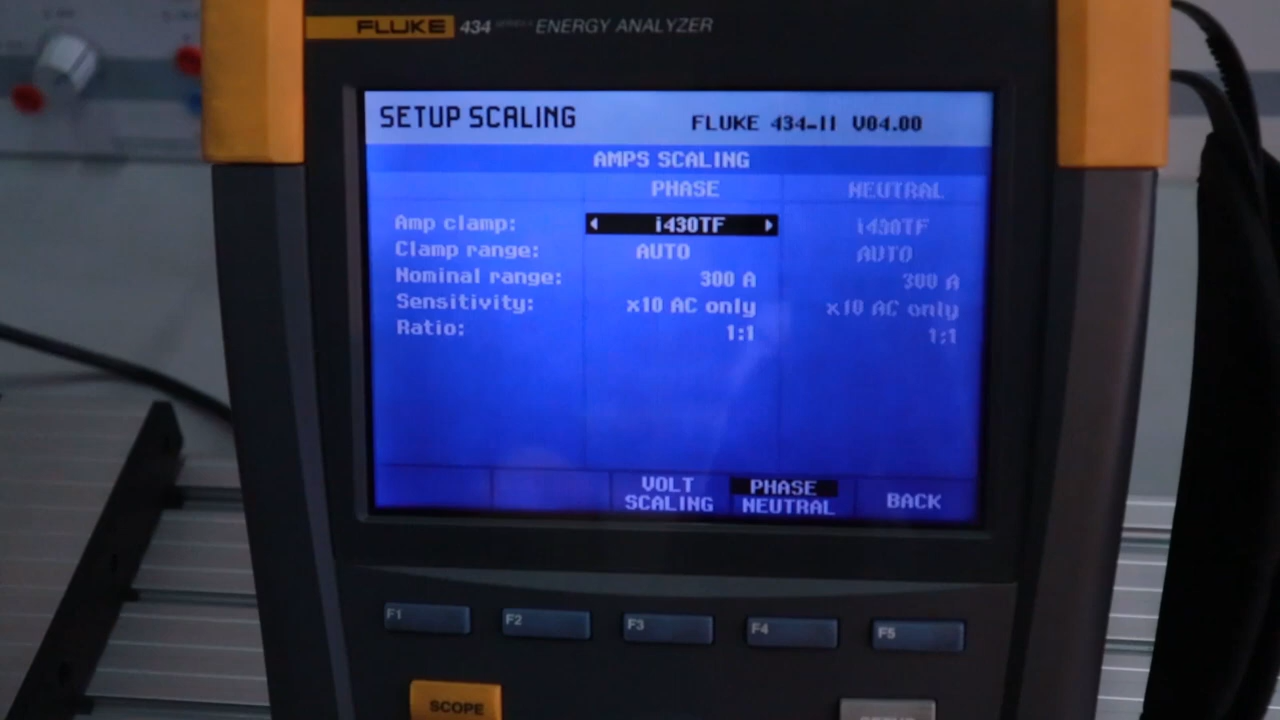 FLUKE 434 ENERGY ANALYZER
SETUP SCALING FLUKE 434-II V04.00
AMPS SCALING
PHASE NEUTRAL
Amp clamp: i430TF i430TF
Clamp range: AUTO AUTO
Nominal range: 300 A 300 A
Sensitivity: x10 AC only x10 AC only
Ratio: 1:1 1:1
VOLT SCALING
PHASE NEUTRAL
BACK
F1 F2 F3 F4 F5
SCOPE